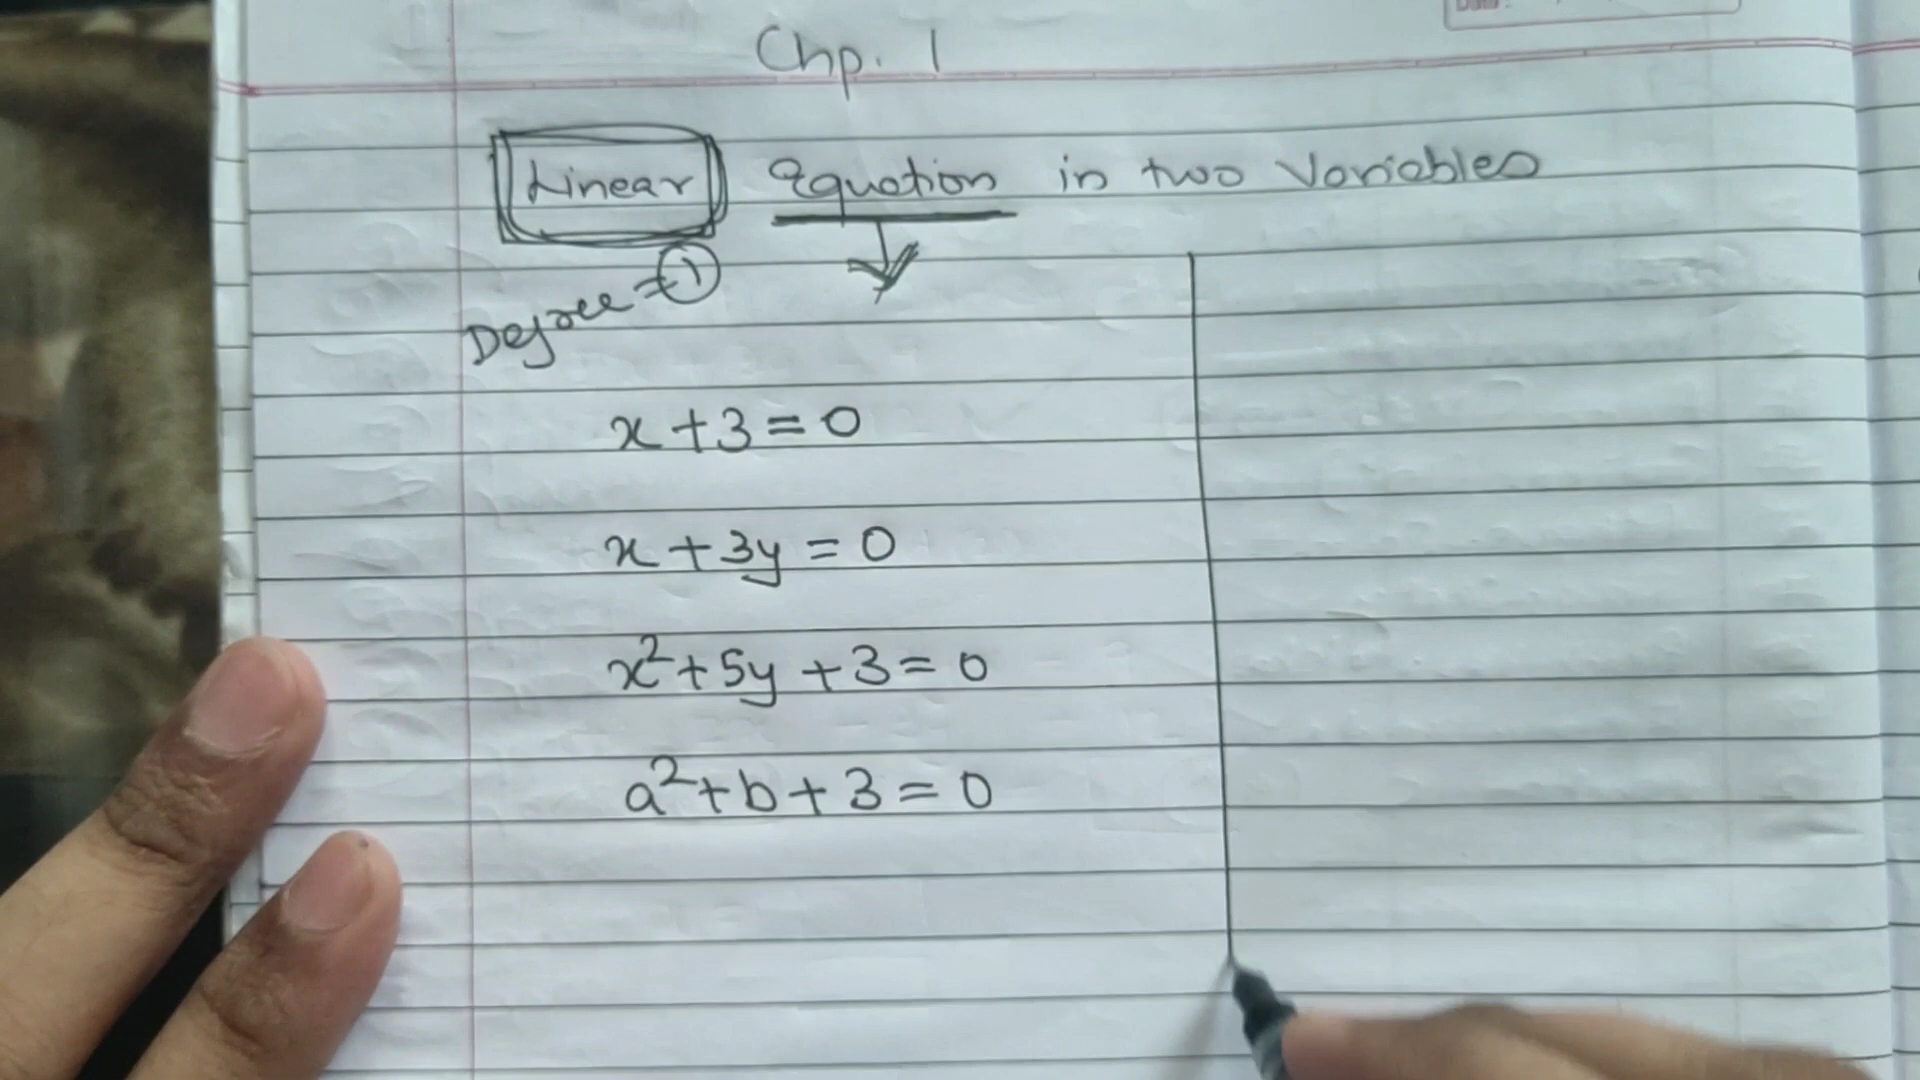 Chp. 1
Linear Equation in two Variables
Degree = 1
x + 3 = 0
x + 3y = 0
x² + 5y + 3 = 0
a² + b + 3 = 0